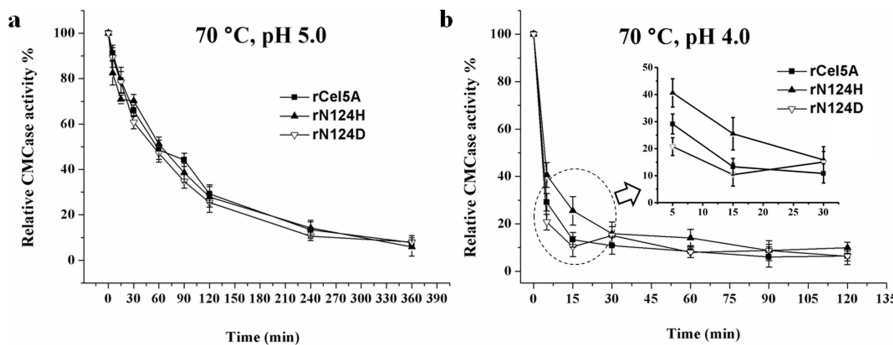 a
70 °C, pH 5.0
Relative CMCase activity %
100
80
60
40
20
0
rCel5A
rN124H
rN124D
0 30 60 90 120 150 180 210 240 270 300 330 360 390
Time (min)
b
70 °C, pH 4.0
Relative CMCase activity %
100
80
60
40
20
0
50
40
30
20
10
0
rCel5A
rN124H
rN124D
5 10 15 20 25 30
0 15 30 45 60 75 90 105 120 135
Time (min)